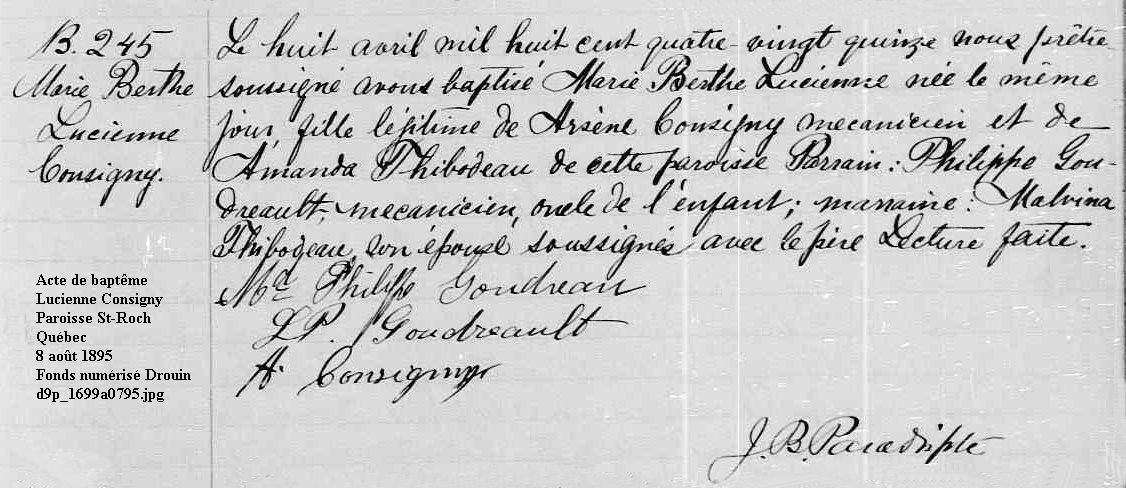 B. 245
Marie Berthe
Lucienne
Consigny.
Le huit avril mil huit cent quatre-vingt quinze nous prêtre
soussigné avons baptisé Marie Berthe Lucienne née le même
jour, fille légitime de Arsène Consigny mecanicien et de
Amanda Thibodeau de cette paroisse Parrain: Philippe Gou-
dreault, mecanicien, oncle de l'enfant; marraine: Malvina
Thibodeau, son épouse soussignés avec le père Lecture faite.
Philippe Goudreau
L.P. Goudreault
A. Consigny
J. B. Paradis ptre
Acte de baptême
Lucienne Consigny
Paroisse St-Roch
Québec
8 août 1895
Fonds numérisé Drouin
d9p_1699a0795.jpg